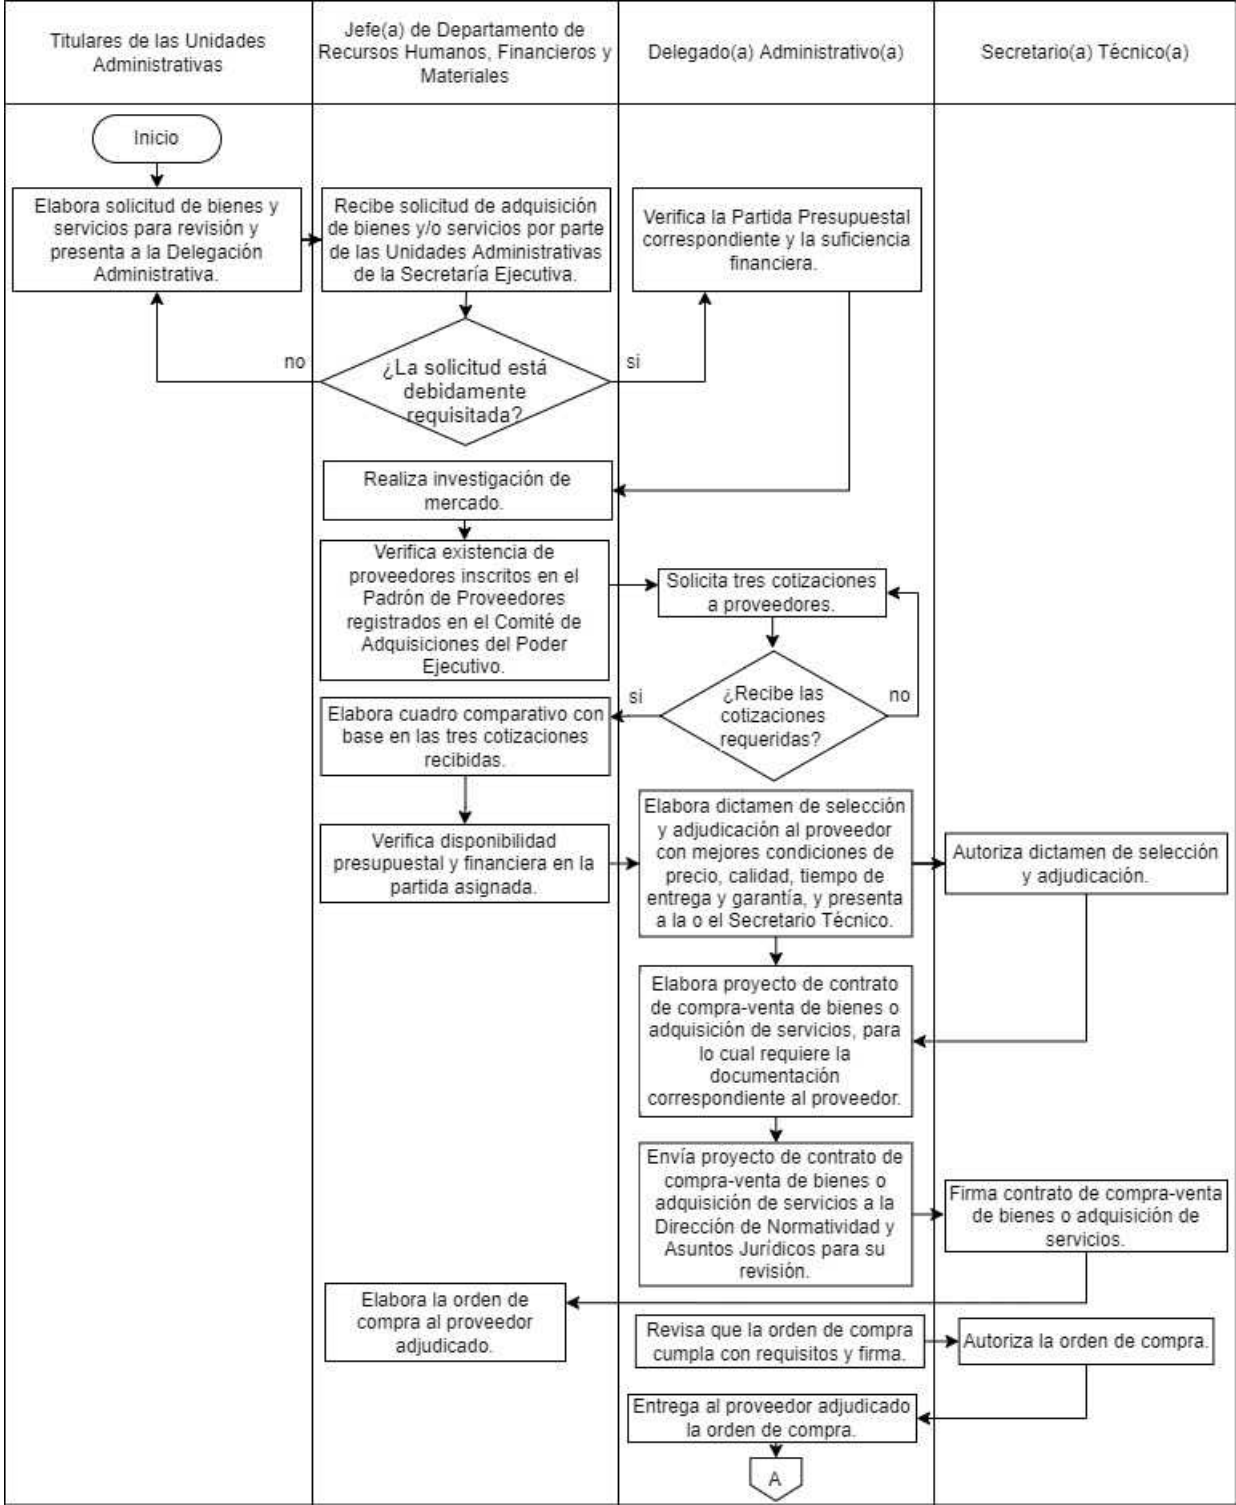 Titulares de las Unidades
Administrativas
Jefe(a) de Departamento de
Recursos Humanos, Financieros y
Materiales
Delegado(a) Administrativo(a)
Secretario(a) Técnico(a)
Inicio
Elabora solicitud de bienes y
servicios para revisión y
presenta a la Delegación
Administrativa.
Recibe solicitud de adquisición
de bienes y/o servicios por parte
de las Unidades Administrativas
de la Secretaría Ejecutiva.
Verifica la Partida Presupuestal
correspondiente y la suficiencia
financiera.
no
¿La solicitud está
debidamente
requisitada?
si
Realiza investigación de
mercado.
Verifica existencia de
proveedores inscritos en el
Padrón de Proveedores
registrados en el Comité de
Adquisiciones del Poder
Ejecutivo.
Solicita tres cotizaciones
a proveedores.
si
¿Recibe las
cotizaciones
requeridas?
no
Elabora cuadro comparativo con
base en las tres cotizaciones
recibidas.
Verifica disponibilidad
presupuestal y financiera en la
partida asignada.
Elabora dictamen de selección
y adjudicación al proveedor
con mejores condiciones de
precio, calidad, tiempo de
entrega y garantía, y presenta
a la o el Secretario Técnico.
Autoriza dictamen de selección
y adjudicación.
Elabora proyecto de contrato
de compra-venta de bienes o
adquisición de servicios, para
lo cual requiere la
documentación
correspondiente al proveedor.
Envía proyecto de contrato de
compra-venta de bienes o
adquisición de servicios a la
Dirección de Normatividad y
Asuntos Jurídicos para su
revisión.
Firma contrato de compra-venta
de bienes o adquisición de
servicios.
Elabora la orden de
compra al proveedor
adjudicado.
Revisa que la orden de compra
cumpla con requisitos y firma.
Autoriza la orden de compra.
Entrega al proveedor adjudicado
la orden de compra.
A